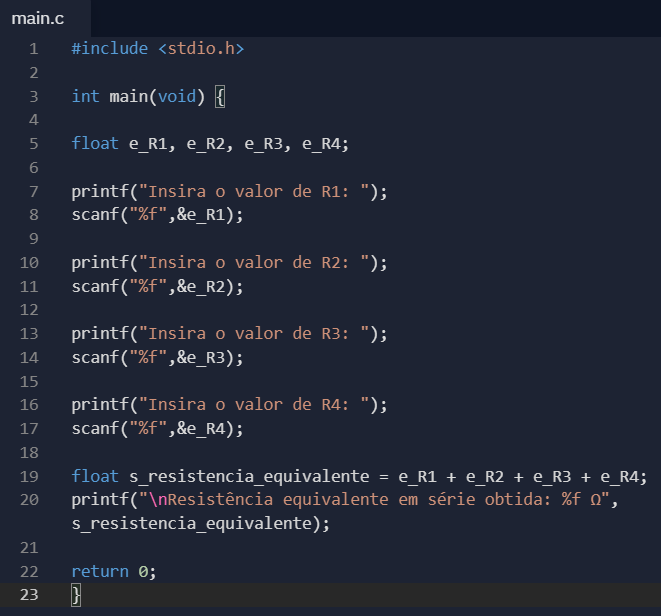 main.c
1 #include <stdio.h>
2
3 int main(void) {
4
5 float e_R1, e_R2, e_R3, e_R4;
6
7 printf("Insira o valor de R1: ");
8 scanf("%f",&e_R1);
9
10 printf("Insira o valor de R2: ");
11 scanf("%f",&e_R2);
12
13 printf("Insira o valor de R3: ");
14 scanf("%f",&e_R3);
15
16 printf("Insira o valor de R4: ");
17 scanf("%f",&e_R4);
18
19 float s_resistencia_equivalente = e_R1 + e_R2 + e_R3 + e_R4;
20 printf("\nResistência equivalente em série obtida: %f Ω",
s_resistencia_equivalente);
21
22 return 0;
23 }